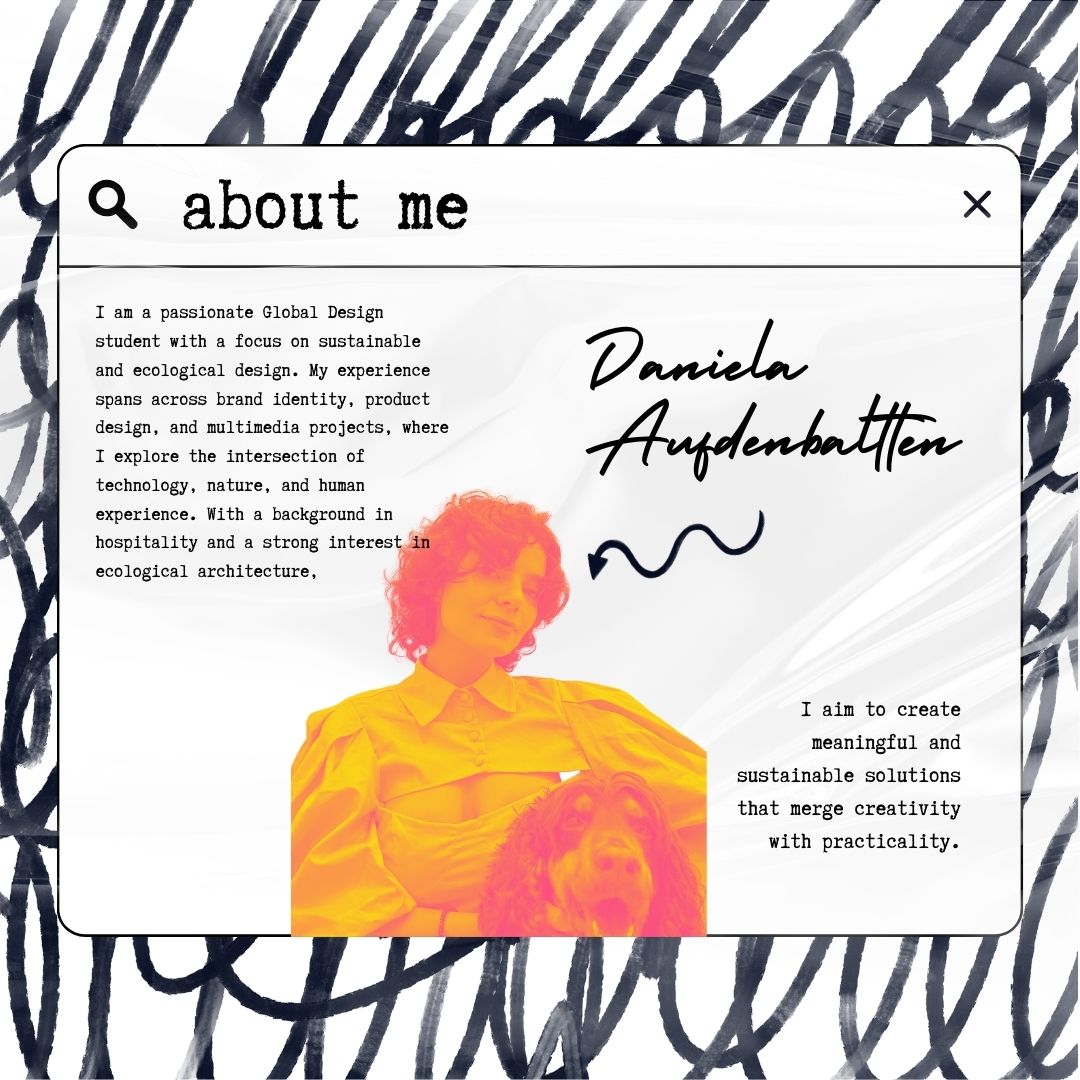 about me
I am a passionate Global Design
student with a focus on sustainable
and ecological design. My experience
spans across brand identity, product
design, and multimedia projects, where
I explore the intersection of
technology, nature, and human
experience. With a background in
hospitality and a strong interest in
ecological architecture,
Daniela
Aufdenbaltten
I aim to create
meaningful and
sustainable solutions
that merge creativity
with practicality.